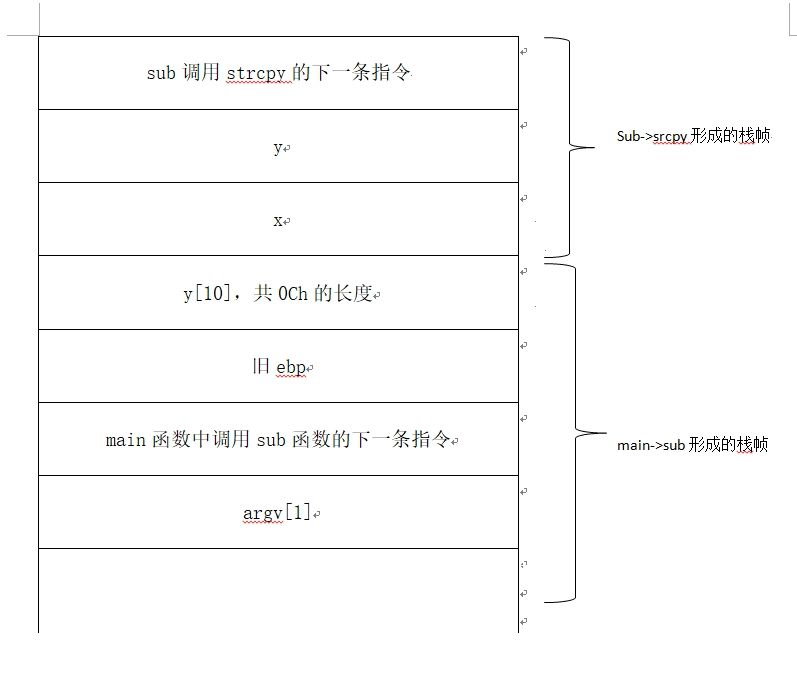 sub 调用 strcpy 的下一条指令
Sub->srcpy 形成的栈帧
y
x
y[10]，共 0Ch 的长度
旧 ebp
main 函数中调用 sub 函数的下一条指令
main->sub 形成的栈帧
argv[1]